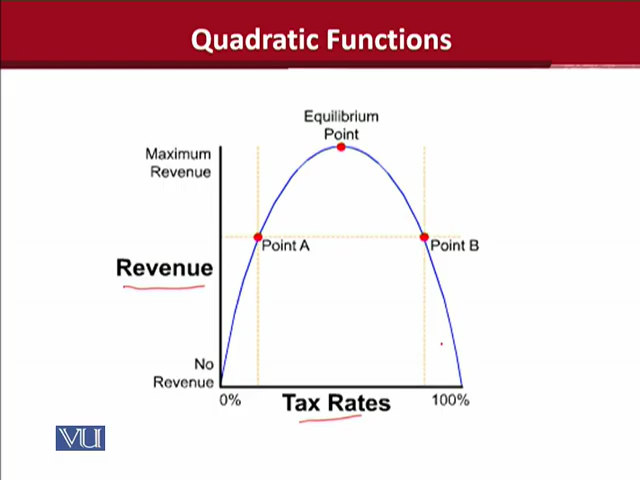 Quadratic Functions
Equilibrium
Point
Maximum
Revenue
Point A
Point B
Revenue
No
Revenue
0%
Tax Rates
100%
VU